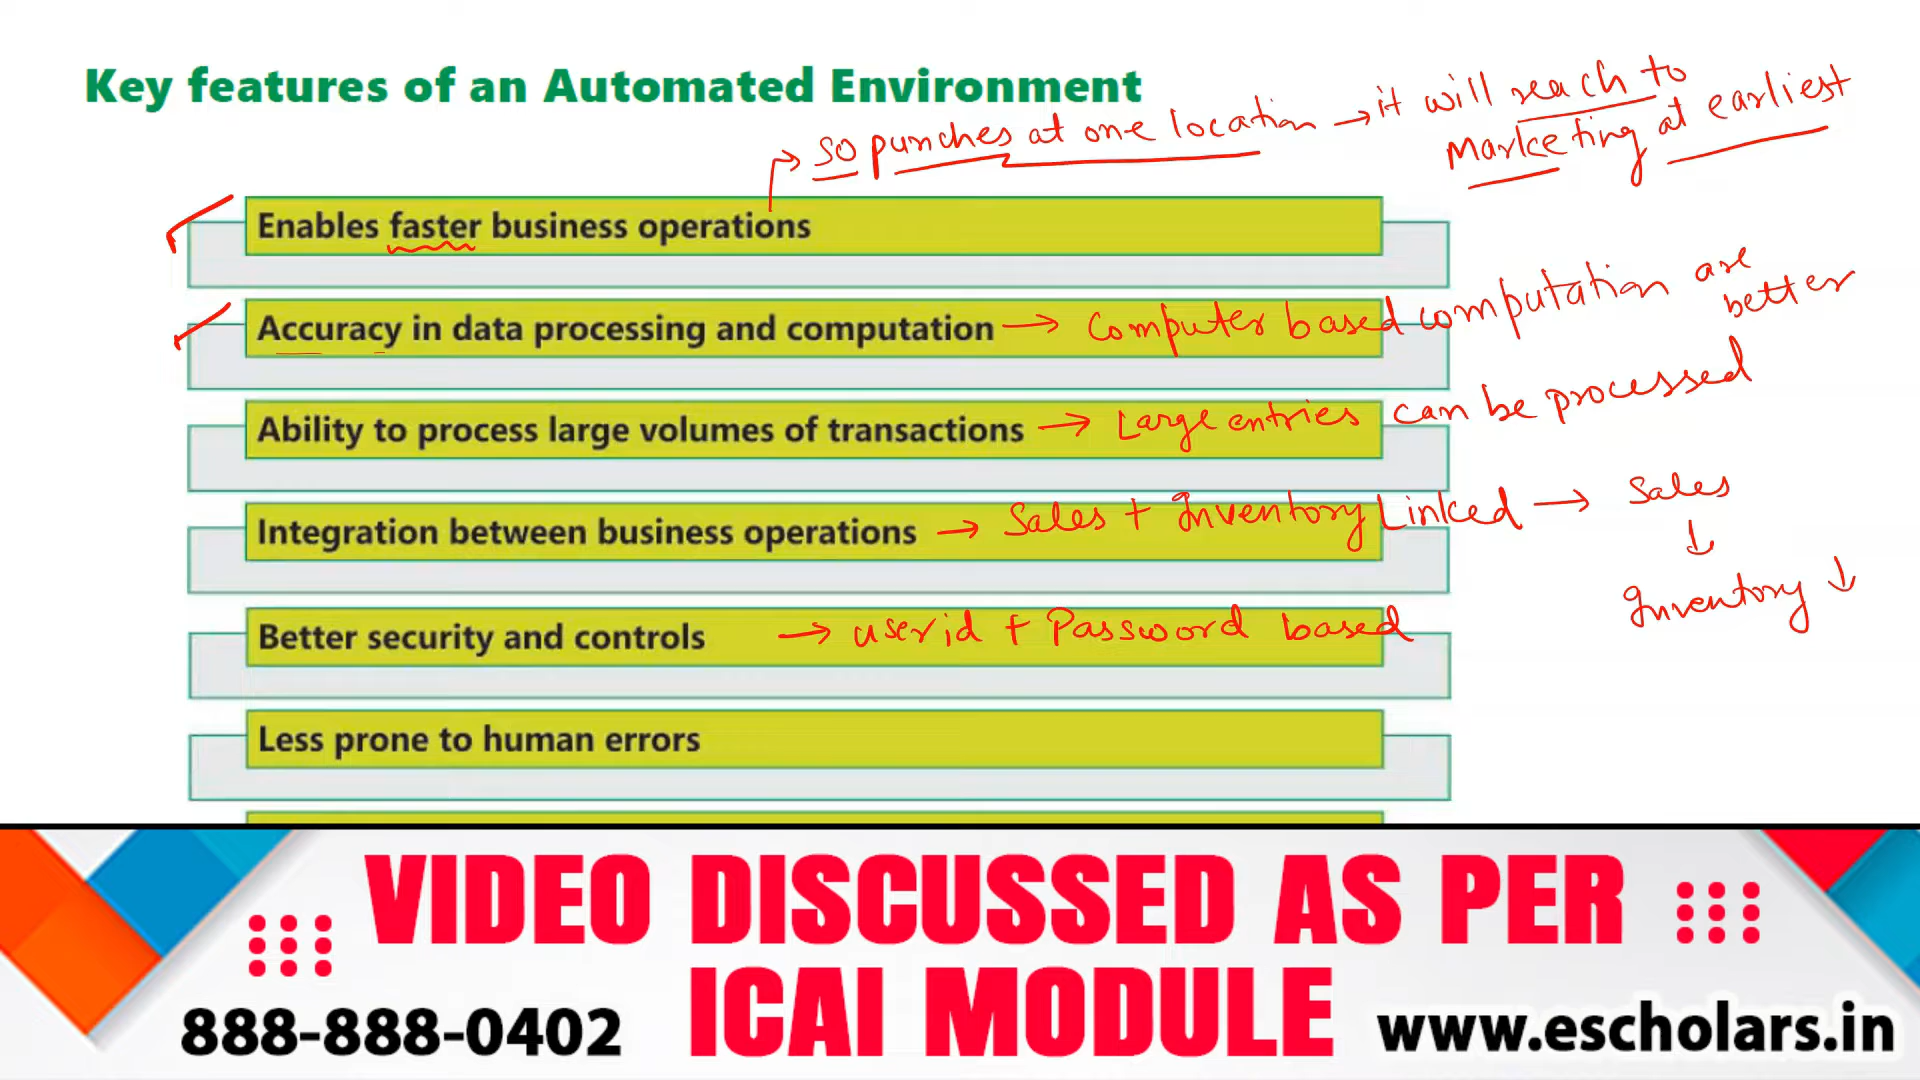 Key features of an Automated Environment
SO punches at one location → it will reach to
Marketing at earliest
Enables faster business operations
Accuracy in data processing and computation → Computer based computation are
better
Ability to process large volumes of transactions → Large entries can be processed
Integration between business operations → Sales + Inventory Linked → Sales
↓
Inventory ↓
Better security and controls → userid + Password based
Less prone to human errors
VIDEO DISCUSSED AS PER
ICAI MODULE
888-888-0402
www.escholars.in